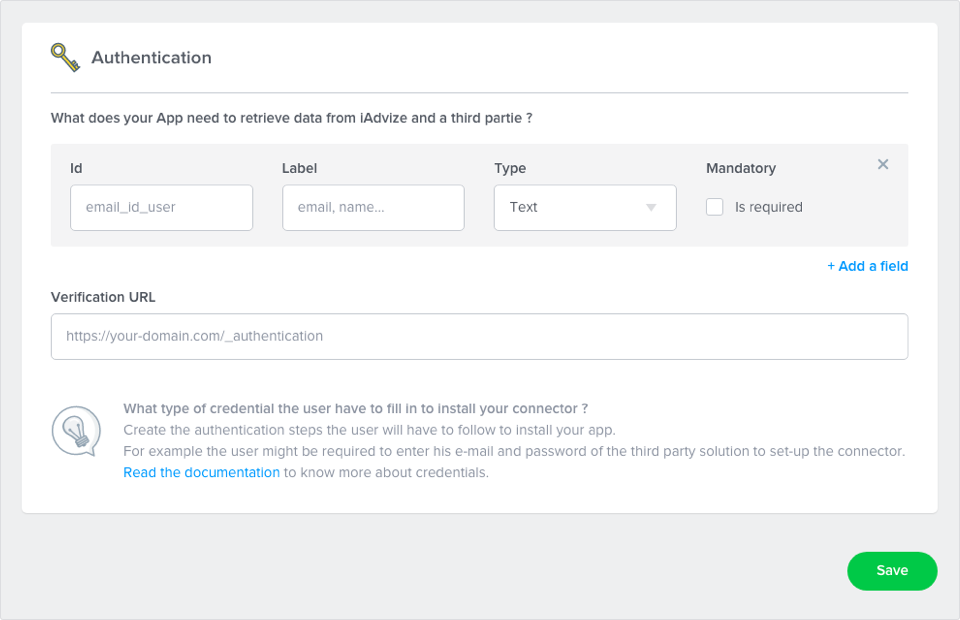 Authentication
What does your App need to retrieve data from iAdvize and a third partie ?
Id Label Type Mandatory
email_id_user email, name... Text Is required
+ Add a field
Verification URL
https://your-domain.com/_authentication
What type of credential the user have to fill in to install your connector ?
Create the authentication steps the user will have to follow to install your app.
For example the user might be required to enter his e-mail and password of the third party solution to set-up the connector.
Read the documentation to know more about credentials.
Save